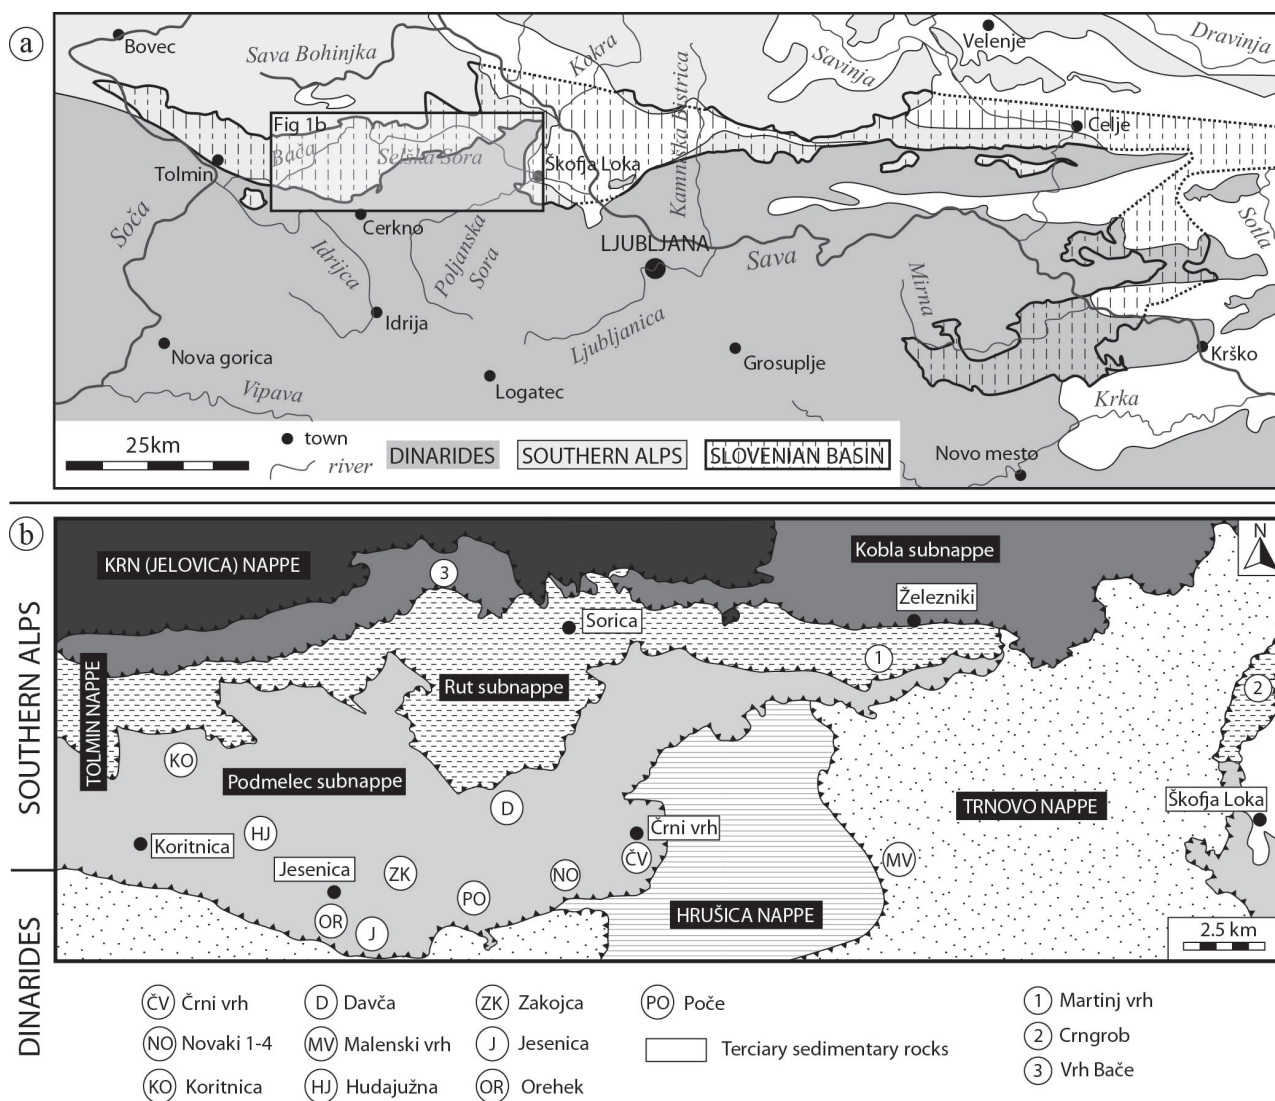 a
Bovec
Sava Bohinjka
Kokra
Kamniška Bistrica
Savinja
Velenje
Dravinja
Fig 1b
Bača
Selška Sora
Škofja Loka
Celje
Tolmin
Soča
Cerkno
Idrijca
Poljanska
Sora
LJUBLJANA
Sava
Mirna
Sotla
Idrija
Ljubljanica
Nova gorica
Logatec
Grosuplje
Krško
Vipava
Krka
Novo mesto
25km
town
river
DINARIDES
SOUTHERN ALPS
SLOVENIAN BASIN
b
SOUTHERN ALPS
DINARIDES
KRN (JELOVICA) NAPPE
Kobla subnappe
N
3
Železniki
Sorica
1
TOLMIN NAPPE
Rut subnappe
2
KO
Podmelec subnappe
D
TRNOVO NAPPE
Škofja Loka
Koritnica
HJ
Črni vrh
ČV
MV
Jesenica
ZK
NO
PO
OR
J
HRUŠICA NAPPE
2.5 km
ČV Črni vrh
D Davča
ZK Zakojca
PO Poče
1 Martinj vrh
NO Novaki 1-4
MV Malenski vrh
J Jesenica
Terciary sedimentary rocks
2 Crngrob
KO Koritnica
HJ Hudajužna
OR Orehek
3 Vrh Bače